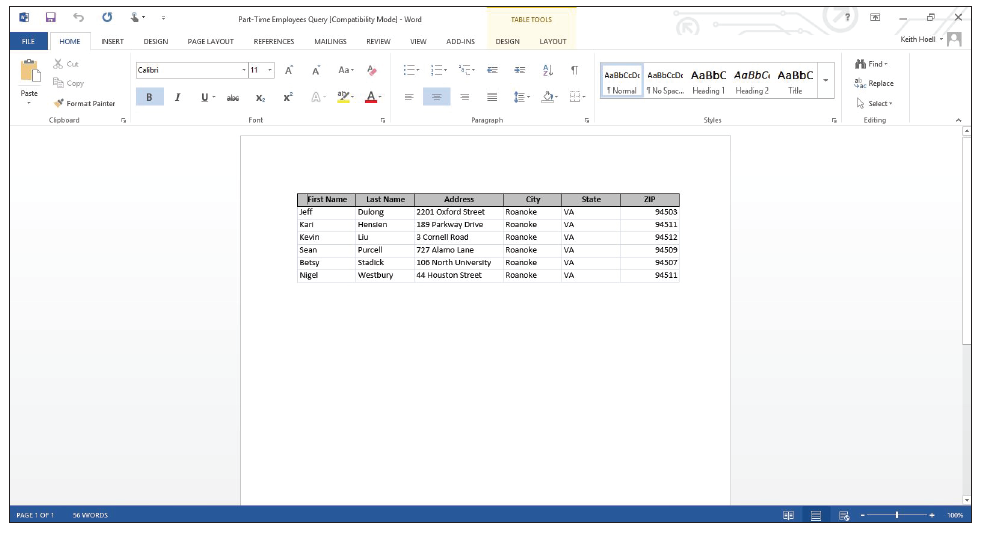 Part-Time Employees Query [Compatibility Mode] - Word
TABLE TOOLS
?
FILE HOME INSERT DESIGN PAGE LAYOUT REFERENCES MAILINGS REVIEW VIEW ADD-INS DESIGN LAYOUT Keith Hoell
Paste
Cut
Copy
Format Painter
Clipboard
Calibri 11 A A Aa
B I U abc X₂ X² A aby A
Font
Paragraph
AaBbCcDc AaBbCcDc AaBbC AaBbCc AaBbC
¶ Normal ¶ No Spac... Heading 1 Heading 2 Title
Styles
Find
Replace
Select
Editing
First Name Last Name Address City State ZIP
Jeff Dulong 2201 Oxford Street Roanoke VA 94503
Kari Hensien 189 Parkway Drive Roanoke VA 94511
Kevin Liu 3 Cornell Road Roanoke VA 94512
Sean Purcell 727 Alamo Lane Roanoke VA 94509
Betsy Stadick 106 North University Roanoke VA 94507
Nigel Westbury 44 Houston Street Roanoke VA 94511
PAGE 1 OF 1 56 WORDS 100%